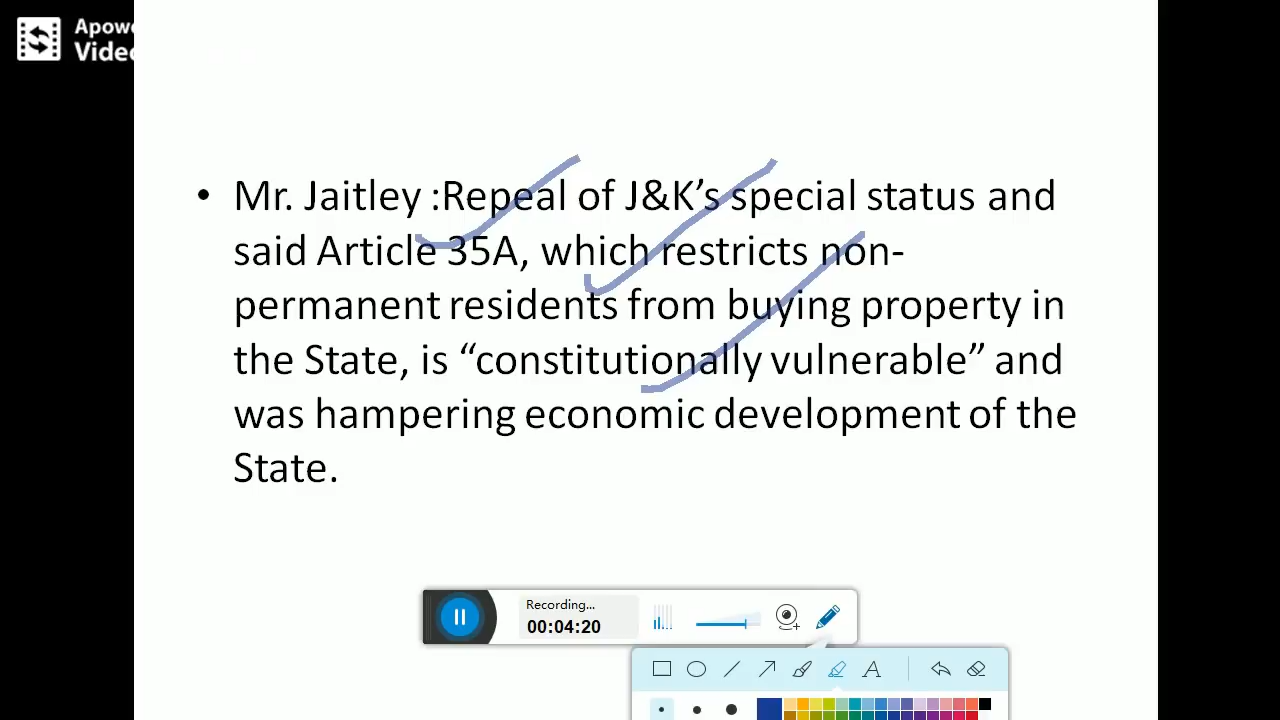 Apowe
Video
• Mr. Jaitley :Repeal of J&K’s special status and
said Article 35A, which restricts non-
permanent residents from buying property in
the State, is “constitutionally vulnerable” and
was hampering economic development of the
State.
Recording...
00:04:20
A